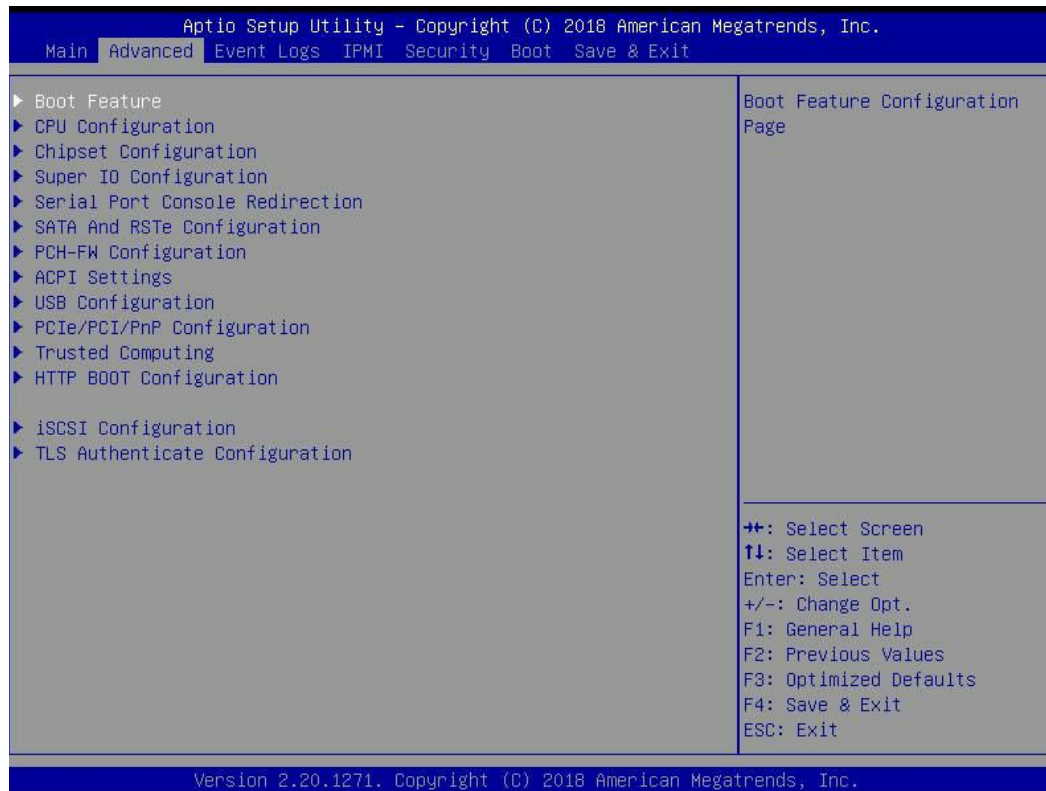 Aptio Setup Utility – Copyright (C) 2018 American Megatrends, Inc.
Main Advanced Event Logs IPMI Security Boot Save & Exit
Boot Feature
CPU Configuration
Chipset Configuration
Super IO Configuration
Serial Port Console Redirection
SATA And RSTe Configuration
PCH-FW Configuration
ACPI Settings
USB Configuration
PCIe/PCI/PnP Configuration
Trusted Computing
HTTP BOOT Configuration
iSCSI Configuration
TLS Authenticate Configuration
Boot Feature Configuration
Page
→←: Select Screen
↑↓: Select Item
Enter: Select
+/-: Change Opt.
F1: General Help
F2: Previous Values
F3: Optimized Defaults
F4: Save & Exit
ESC: Exit
Version 2.20.1271. Copyright (C) 2018 American Megatrends, Inc.